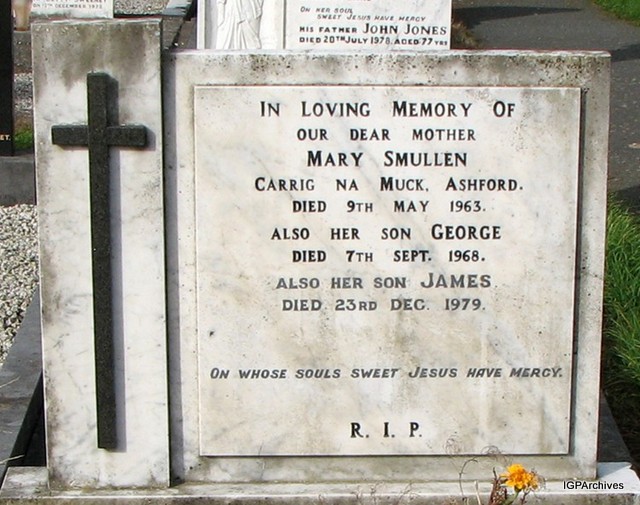 DECEMBER 1972
ON HER SOUL
SWEET JESUS HAVE MERCY
HIS FATHER JOHN JONES
DIED 20TH JULY 1978. AGED 77 YRS
IN LOVING MEMORY OF
OUR DEAR MOTHER
MARY SMULLEN
CARRIG NA MUCK, ASHFORD.
DIED 9TH MAY 1963.
ALSO HER SON GEORGE
DIED 7TH SEPT. 1968.
ALSO HER SON JAMES
DIED 23RD DEC. 1979.
ON WHOSE SOULS SWEET JESUS HAVE MERCY.
R. I. P.
ET.
IGPArchives